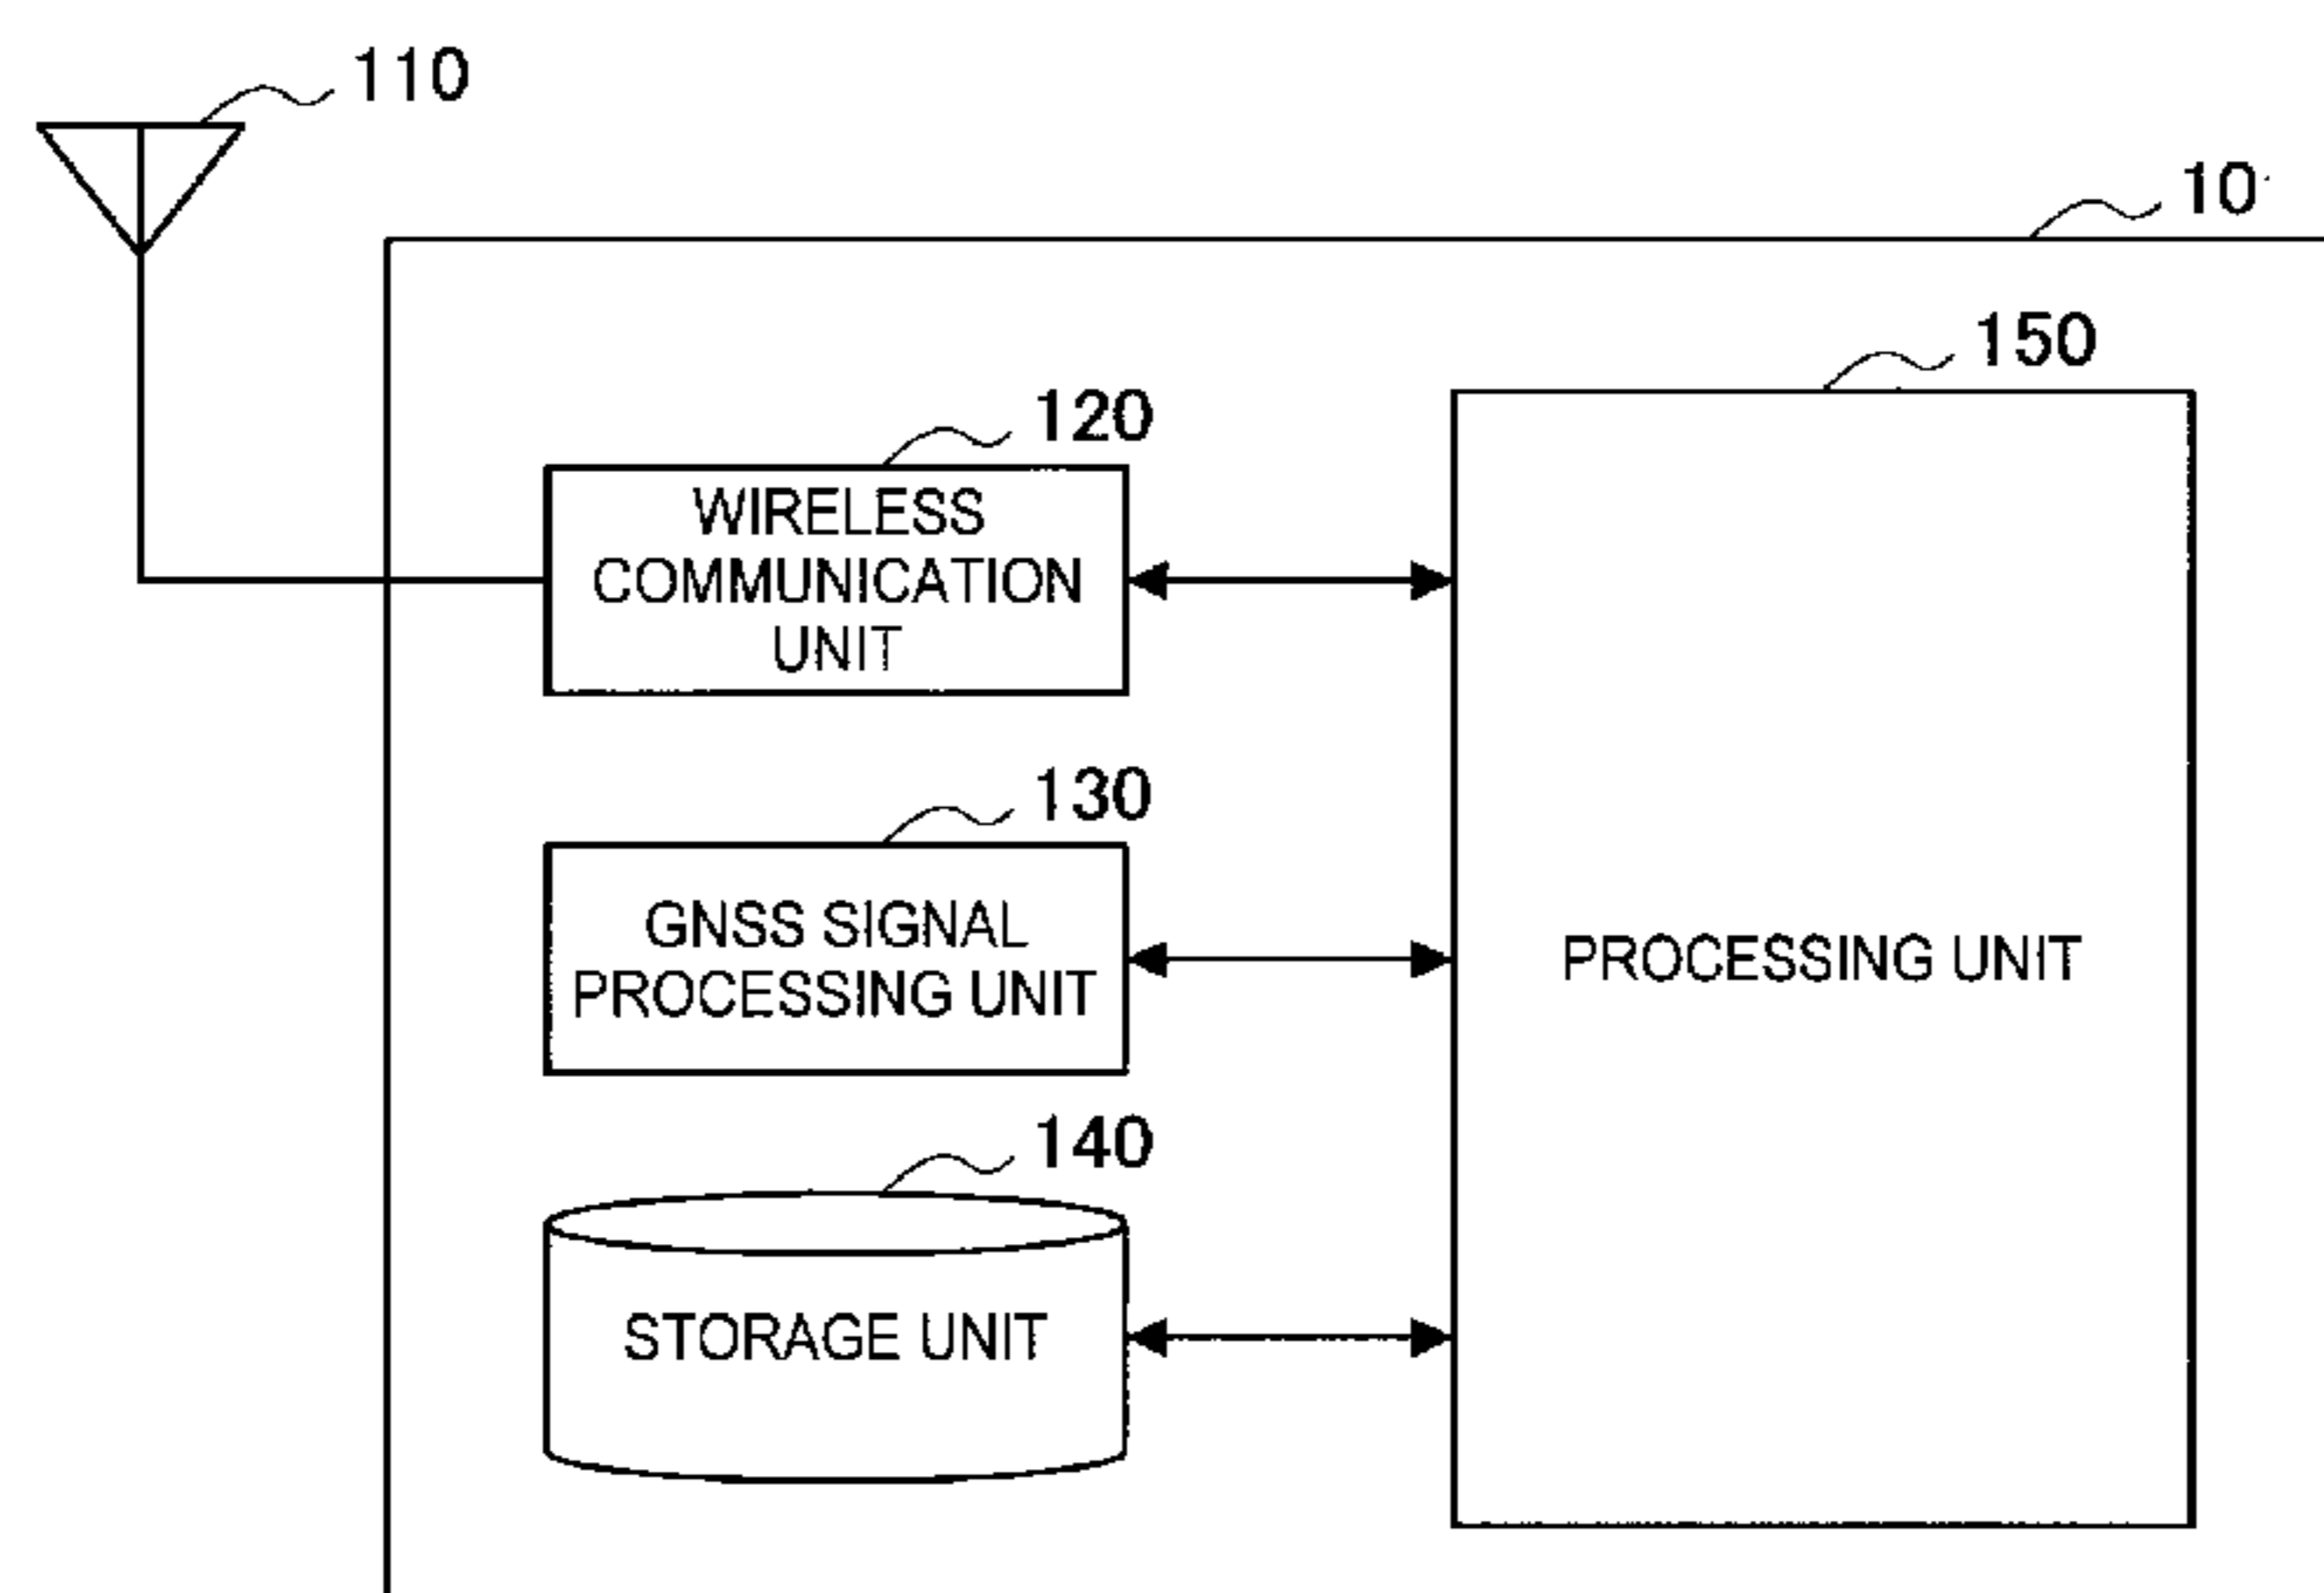 110
10
150
120
WIRELESS
COMMUNICATION
UNIT
130
GNSS SIGNAL
PROCESSING UNIT
PROCESSING UNIT
140
STORAGE UNIT